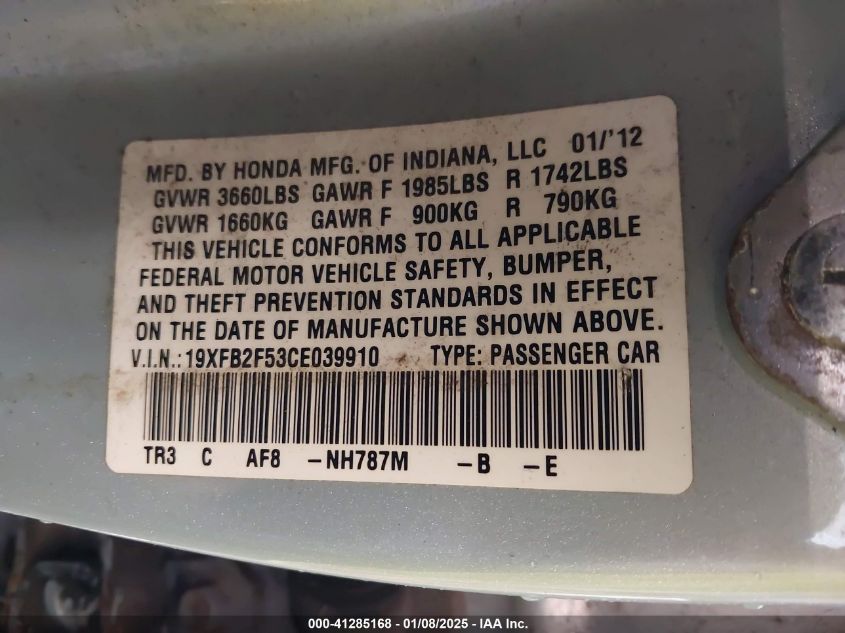 MFD. BY HONDA MFG. OF INDIANA, LLC 01/'12
GVWR 3660LBS GAWR F 1985LBS R 1742LBS
GVWR 1660KG GAWR F 900KG R 790KG
THIS VEHICLE CONFORMS TO ALL APPLICABLE
FEDERAL MOTOR VEHICLE SAFETY, BUMPER,
AND THEFT PREVENTION STANDARDS IN EFFECT
ON THE DATE OF MANUFACTURE SHOWN ABOVE.
V.I.N.:19XFB2F53CE039910 TYPE: PASSENGER CAR
TR3 C AF8 -NH787M -B -E
000-41285168 - 01/08/2025 - IAA Inc.